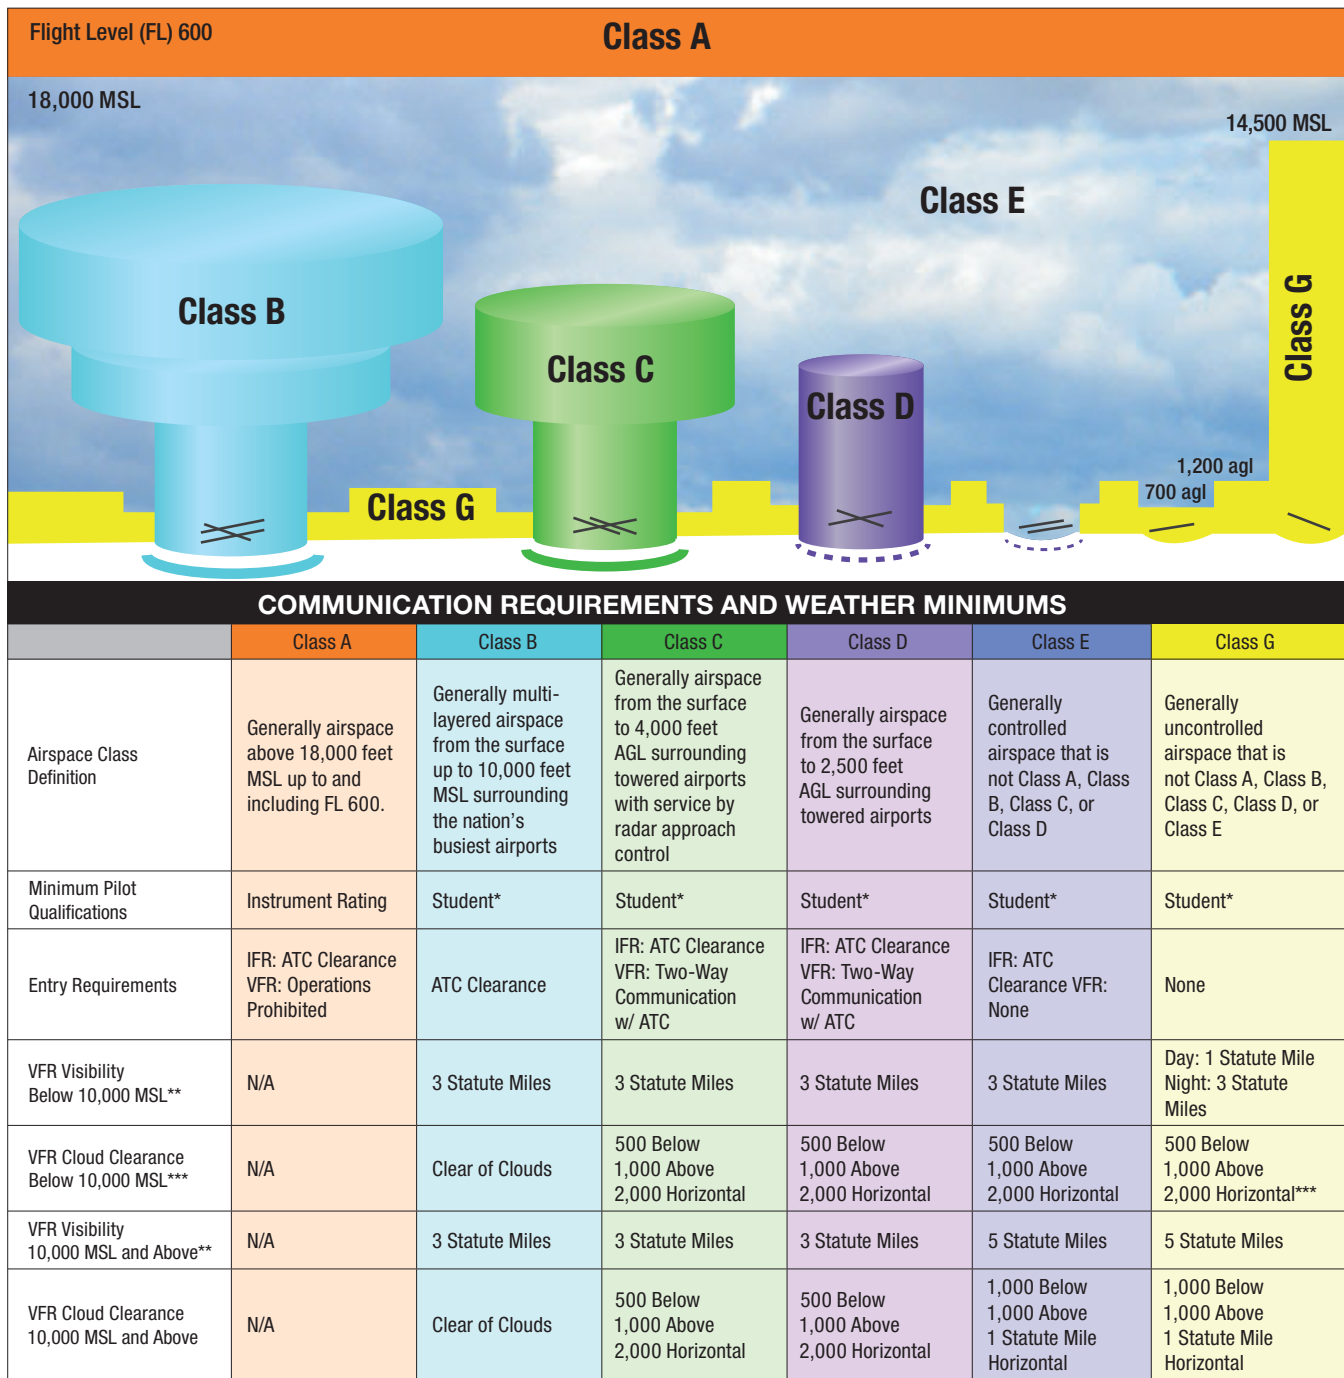 Flight Level (FL) 600
Class A
18,000 MSL
14,500 MSL
Class E
Class B
Class C
Class D
Class G
Class G
1,200 agl
700 agl
COMMUNICATION REQUIREMENTS AND WEATHER MINIMUMS
Class A
Class B
Class C
Class D
Class E
Class G
Airspace Class
Definition
Generally airspace
above 18,000 feet
MSL up to and
including FL 600.
Generally multi-
layered airspace
from the surface
up to 10,000 feet
MSL surrounding
the nation's
busiest airports
Generally airspace
from the surface
to 4,000 feet
AGL surrounding
towered airports
with service by
radar approach
control
Generally airspace
from the surface
to 2,500 feet
AGL surrounding
towered airports
Generally
controlled
airspace that is
not Class A, Class
B, Class C, or
Class D
Generally
uncontrolled
airspace that is
not Class A, Class B,
Class C, Class D, or
Class E
Minimum Pilot
Qualifications
Instrument Rating
Student*
Student*
Student*
Student*
Student*
Entry Requirements
IFR: ATC Clearance
VFR: Operations
Prohibited
ATC Clearance
IFR: ATC Clearance
VFR: Two-Way
Communication
w/ ATC
IFR: ATC Clearance
VFR: Two-Way
Communication
w/ ATC
IFR: ATC
Clearance VFR:
None
None
VFR Visibility
Below 10,000 MSL**
N/A
3 Statute Miles
3 Statute Miles
3 Statute Miles
3 Statute Miles
Day: 1 Statute Mile
Night: 3 Statute
Miles
VFR Cloud Clearance
Below 10,000 MSL***
N/A
Clear of Clouds
500 Below
1,000 Above
2,000 Horizontal
500 Below
1,000 Above
2,000 Horizontal
500 Below
1,000 Above
2,000 Horizontal
500 Below
1,000 Above
2,000 Horizontal***
VFR Visibility
10,000 MSL and Above**
N/A
3 Statute Miles
3 Statute Miles
3 Statute Miles
5 Statute Miles
5 Statute Miles
VFR Cloud Clearance
10,000 MSL and Above
N/A
Clear of Clouds
500 Below
1,000 Above
2,000 Horizontal
500 Below
1,000 Above
2,000 Horizontal
1,000 Below
1,000 Above
1 Statute Mile
Horizontal
1,000 Below
1,000 Above
1 Statute Mile
Horizontal